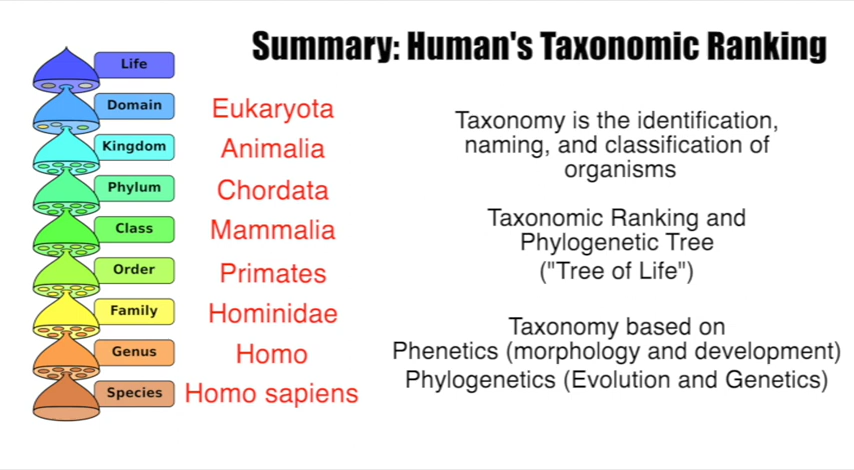 Summary: Human's Taxonomic Ranking
Life
Domain Eukaryota
Kingdom Animalia
Phylum Chordata
Class Mammalia
Order Primates
Family Hominidae
Genus Homo
Species Homo sapiens
Taxonomy is the identification,
naming, and classification of
organisms
Taxonomic Ranking and
Phylogenetic Tree
("Tree of Life")
Taxonomy based on
Phenetics (morphology and development)
Phylogenetics (Evolution and Genetics)